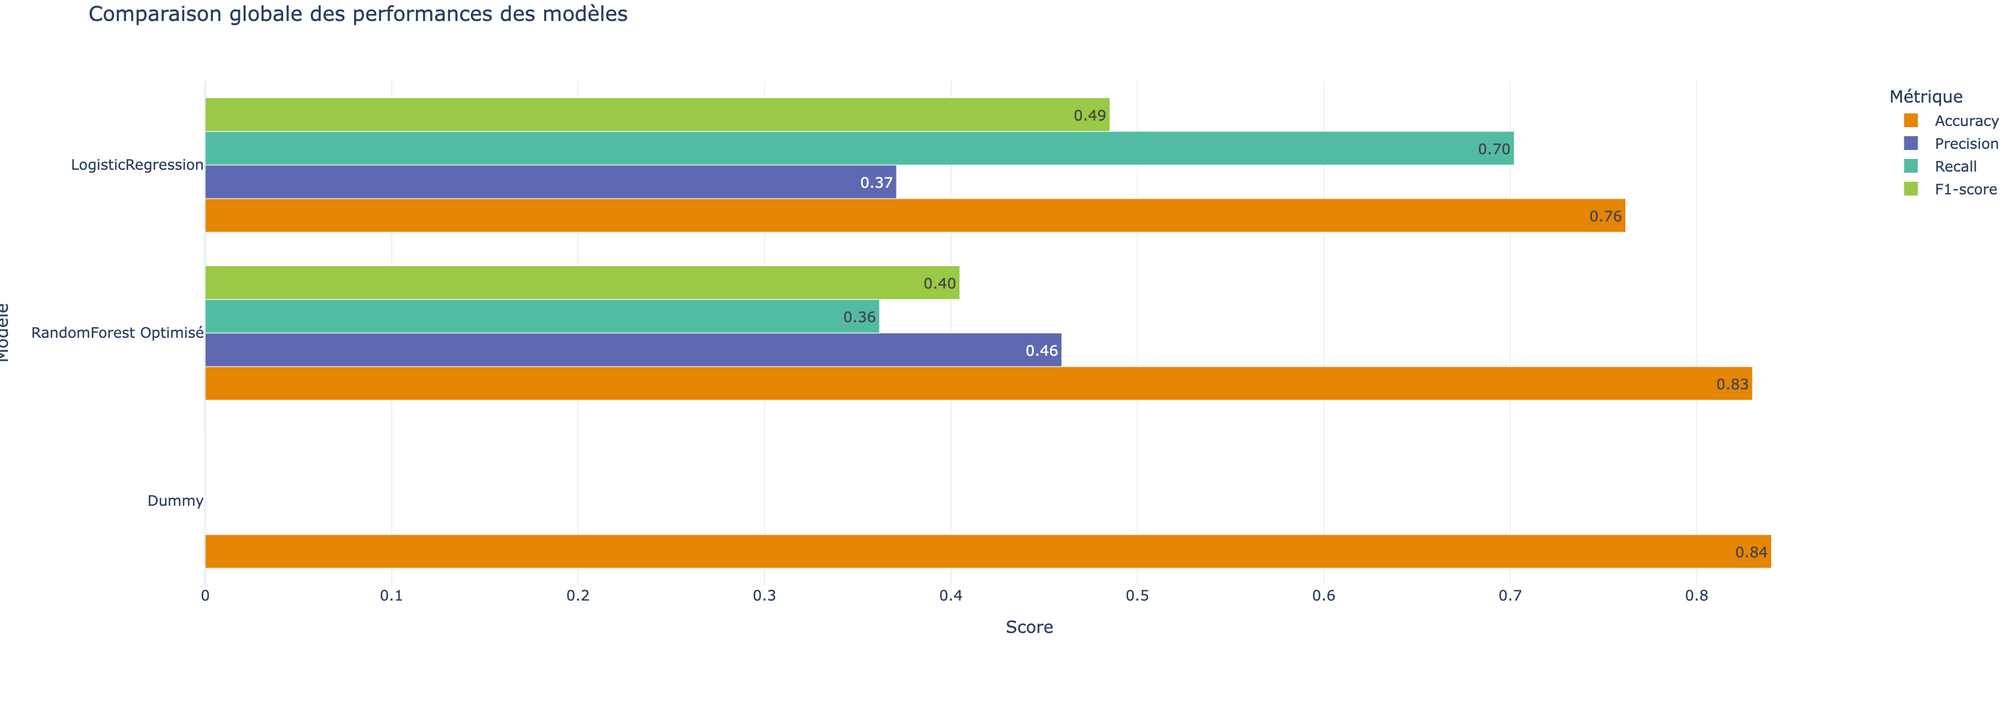 Comparaison globale des performances des modèles
Métrique
Accuracy
Precision
Recall
F1-score
Modèle
LogisticRegression
0.49
0.70
0.37
0.76
RandomForest Optimisé
0.40
0.36
0.46
0.83
Dummy
0.84
0 0.1 0.2 0.3 0.4 0.5 0.6 0.7 0.8
Score